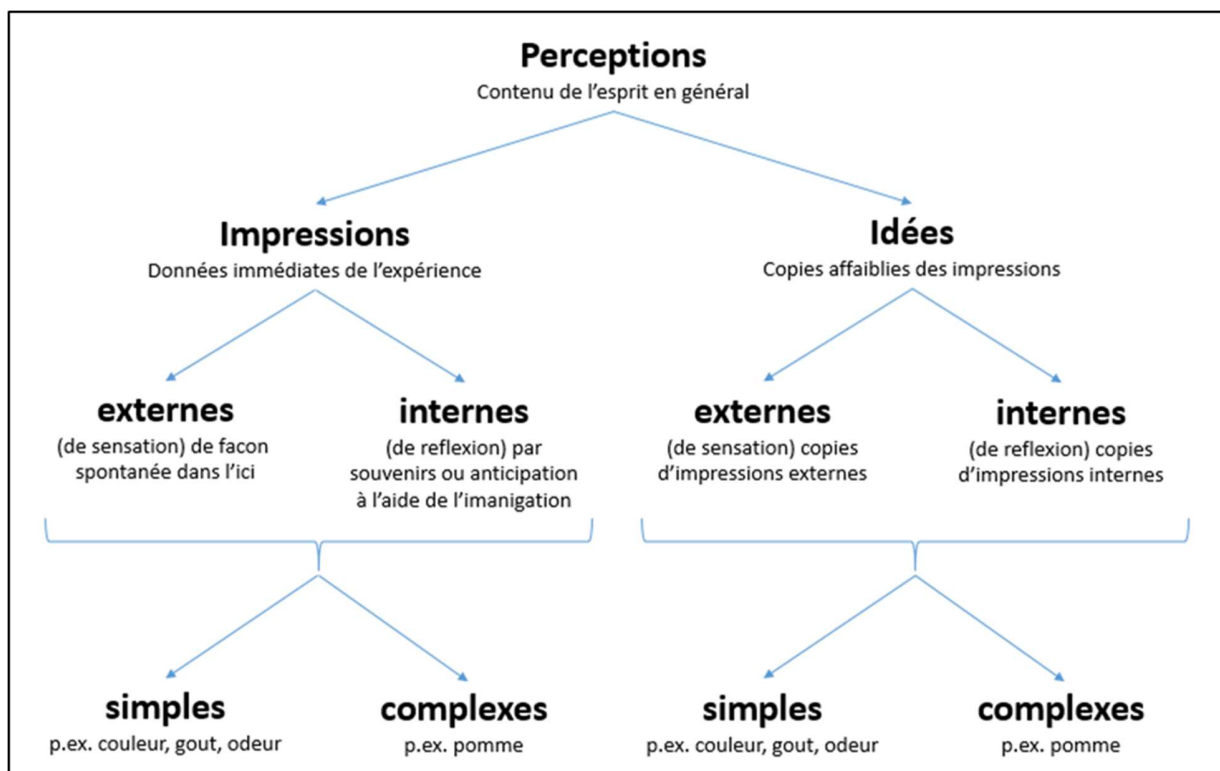 Perceptions
Contenu de l'esprit en général
Impressions
Données immédiates de l'expérience
Idées
Copies affaiblies des impressions
externes
(de sensation) de facon
spontanée dans l'ici
internes
(de reflexion) par
souvenirs ou anticipation
à l'aide de l'imanigation
externes
(de sensation) copies
d'impressions externes
internes
(de reflexion) copies
d'impressions internes
simples
p.ex. couleur, gout, odeur
complexes
p.ex. pomme
simples
p.ex. couleur, gout, odeur
complexes
p.ex. pomme